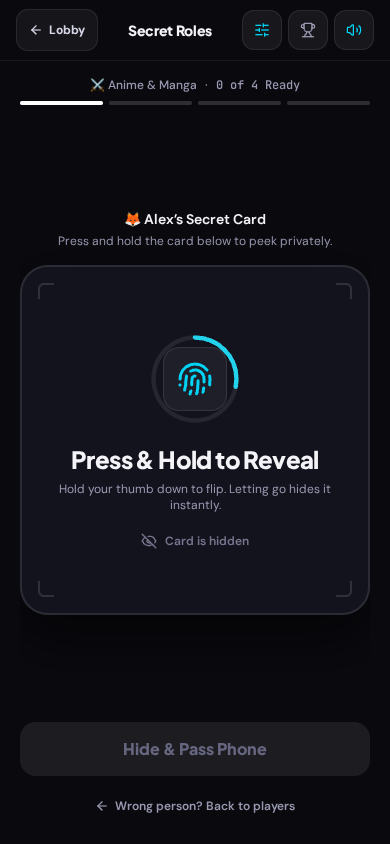 Lobby
Secret Roles
⚔️ Anime & Manga · 0 of 4 Ready
🦊 Alex's Secret Card
Press and hold the card below to peek privately.
Press & Hold to Reveal
Hold your thumb down to flip. Letting go hides it
instantly.
Card is hidden
Hide & Pass Phone
Wrong person? Back to players